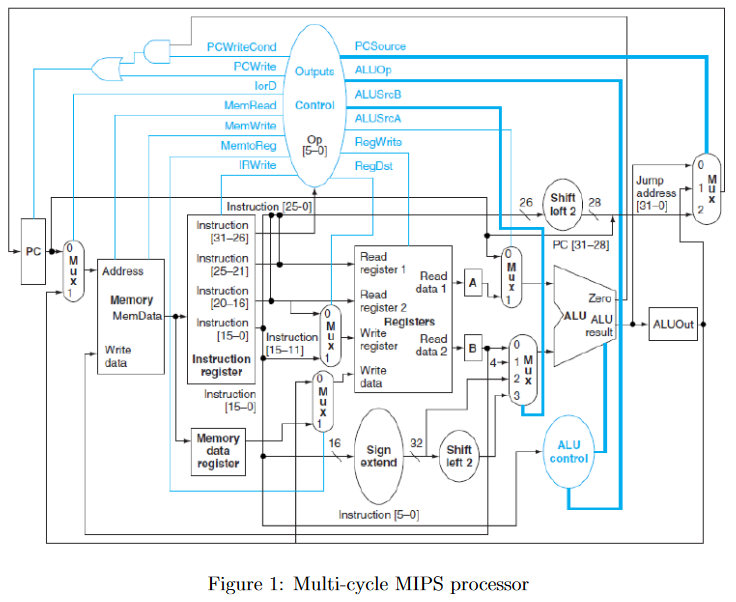 PCWriteCond
PCWrite
IorD
MemRead
MemWrite
MemtoReg
IRWrite
Outputs
Control
Op
[5–0]
PCSource
ALUOp
ALUSrcB
ALUSrcA
RegWrite
RegDst
PC
0
M
u
x
1
Address
Memory
MemData
Write
data
Instruction [25-0]
Instruction
[31–26]
Instruction
[25–21]
Instruction
[20–16]
Instruction
[15–0]
Instruction
register
Instruction
[15–0]
Memory
data
register
Instruction
[15–11]
0
M
u
x
1
0
M
u
x
1
Read
register 1
Read
register 2
Write
register
Write
data
Registers
Read
data 1
Read
data 2
16
Sign
extend
32
Shift
left 2
Instruction [5–0]
A
B
4
0
M
u
x
1
0
1
M
u
2
x
3
26
Shift
left 2
28
PC [31–28]
Jump
address
[31–0]
Zero
ALU
ALU
result
ALUOut
ALU
control
0
M
1
u
x
2
Figure 1: Multi-cycle MIPS processor